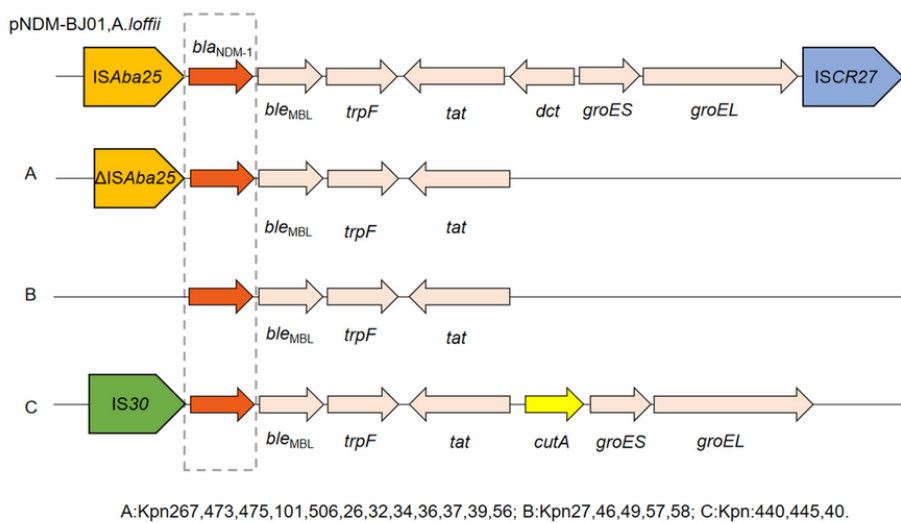 pNDM-BJ01,A.loffii
blaNDM-1
ISAba25
ISCR27
bleMBL trpF tat dct groES groEL
A
ΔISAba25
bleMBL trpF tat
B
bleMBL trpF tat
C
IS30
bleMBL trpF tat cutA groES groEL
A:Kpn267,473,475,101,506,26,32,34,36,37,39,56; B:Kpn27,46,49,57,58; C:Kpn:440,445,40.